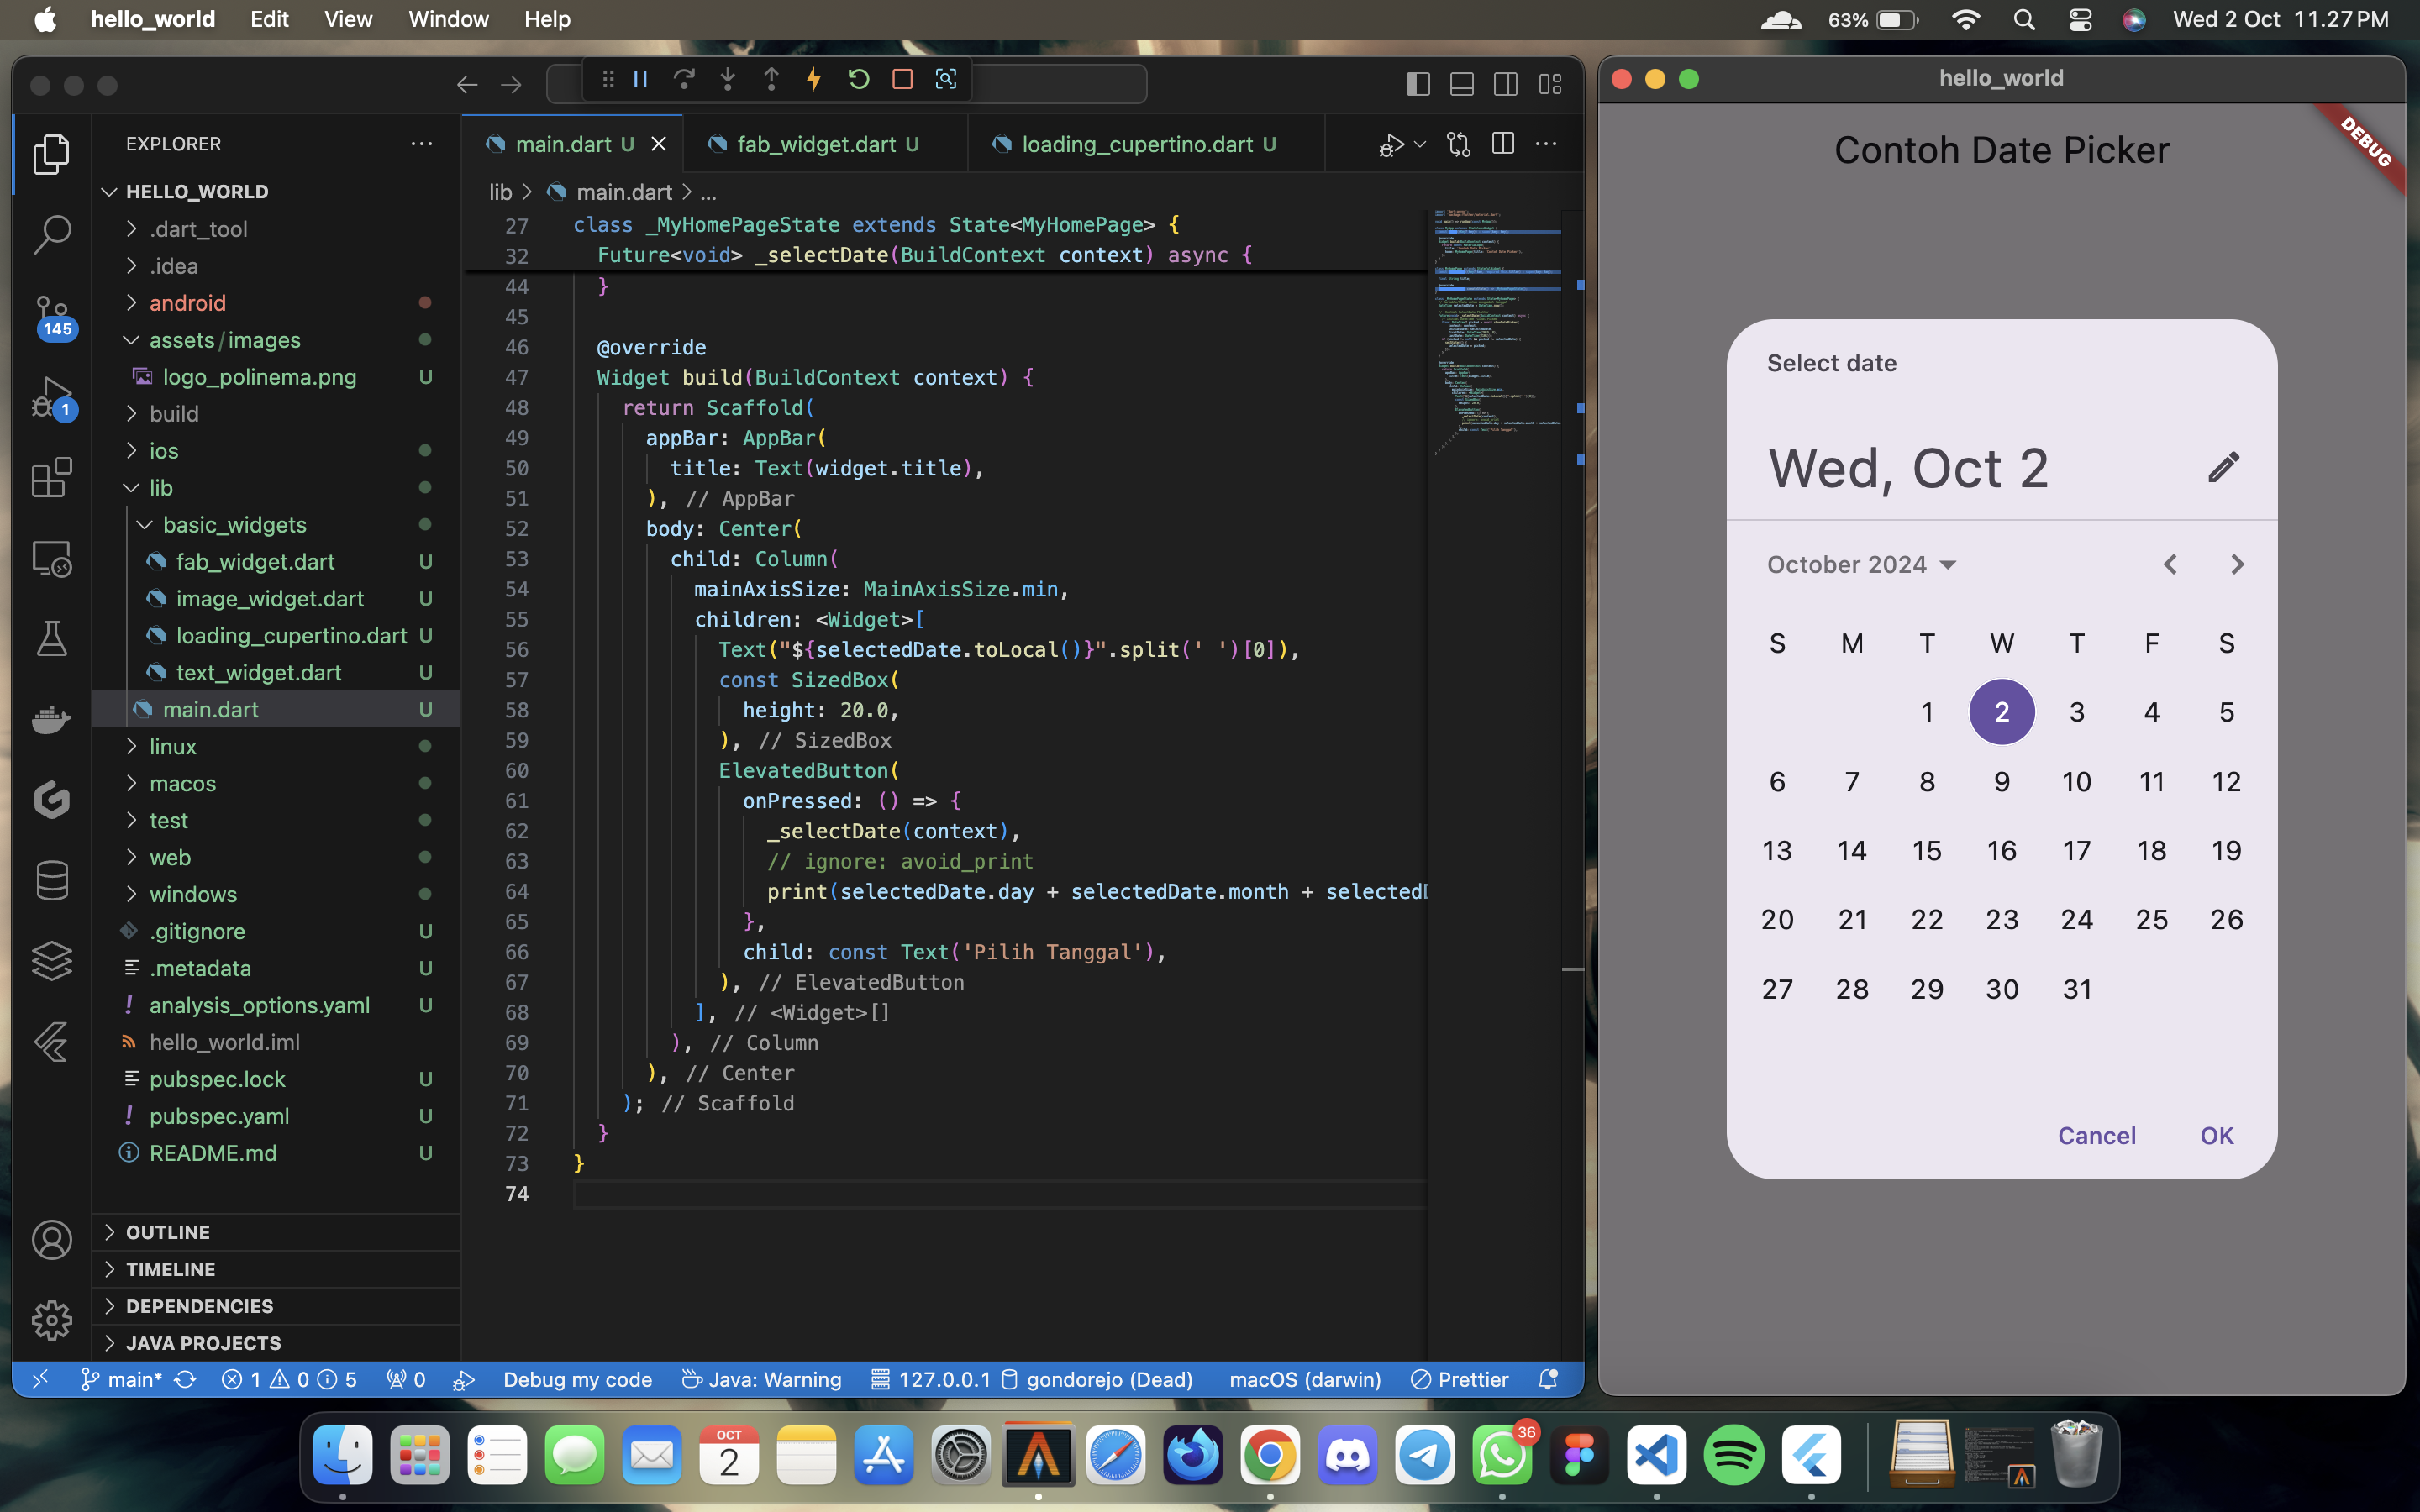 hello_world Edit View Window Help
63% Wed 2 Oct 11.27 PM
EXPLORER
HELLO_WORLD
.dart_tool
.idea
android
assets/images
logo_polinema.png U
build
ios
lib
basic_widgets
fab_widget.dart U
image_widget.dart U
loading_cupertino.dart U
text_widget.dart U
main.dart U
linux
macos
test
web
windows
.gitignore U
.metadata U
analysis_options.yaml U
hello_world.iml
pubspec.lock U
pubspec.yaml U
README.md U
OUTLINE
TIMELINE
DEPENDENCIES
JAVA PROJECTS
145
1
main.dart U fab_widget.dart U loading_cupertino.dart U
lib > main.dart > ...
27 class _MyHomePageState extends State<MyHomePage> {
32 Future<void> _selectDate(BuildContext context) async {
44 }
45
46 @override
47 Widget build(BuildContext context) {
48 return Scaffold(
49 appBar: AppBar(
50 title: Text(widget.title),
51 ), // AppBar
52 body: Center(
53 child: Column(
54 mainAxisSize: MainAxisSize.min,
55 children: <Widget>[
56 Text("${selectedDate.toLocal()}".split(' ')[0]),
57 const SizedBox(
58 height: 20.0,
59 ), // SizedBox
60 ElevatedButton(
61 onPressed: () => {
62 _selectDate(context),
63 // ignore: avoid_print
64 print(selectedDate.day + selectedDate.month + selectedD
65 },
66 child: const Text('Pilih Tanggal'),
67 ), // ElevatedButton
68 ], // <Widget>[]
69 ), // Column
70 ), // Center
71 ); // Scaffold
72 }
73 }
74
main* 1 0 5 0 Debug my code Java: Warning 127.0.0.1 gondorejo (Dead) macOS (darwin) Prettier
hello_world
DEBUG
Contoh Date Picker
Select date
Wed, Oct 2
October 2024
S M T W T F S
1 2 3 4 5
6 7 8 9 10 11 12
13 14 15 16 17 18 19
20 21 22 23 24 25 26
27 28 29 30 31
Cancel OK
OCT
2
36